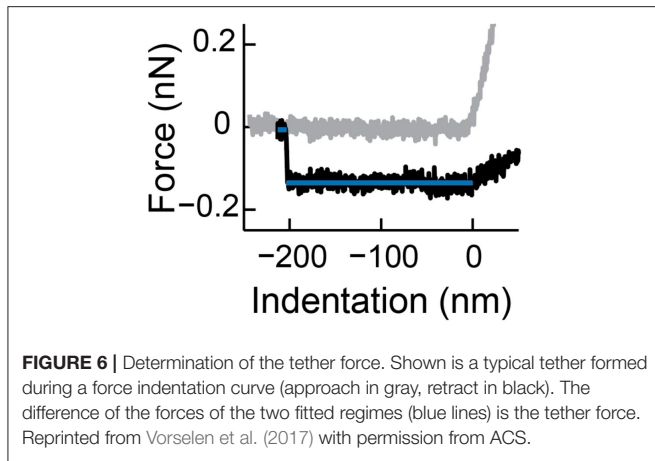 0.2
0
−0.2
Force (nN)
−200 −100 0
Indentation (nm)
FIGURE 6 | Determination of the tether force. Shown is a typical tether formed
during a force indentation curve (approach in gray, retract in black). The
difference of the forces of the two fitted regimes (blue lines) is the tether force.
Reprinted from Vorselen et al. (2017) with permission from ACS.